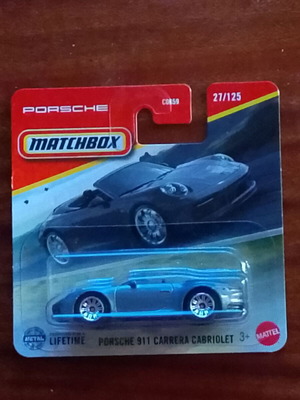 PORSCHE
C0859
27/125
MATCHBOX
METAL
LIFETIME
PORSCHE 911 CARRERA CABRIOLET 3+
MATTEL